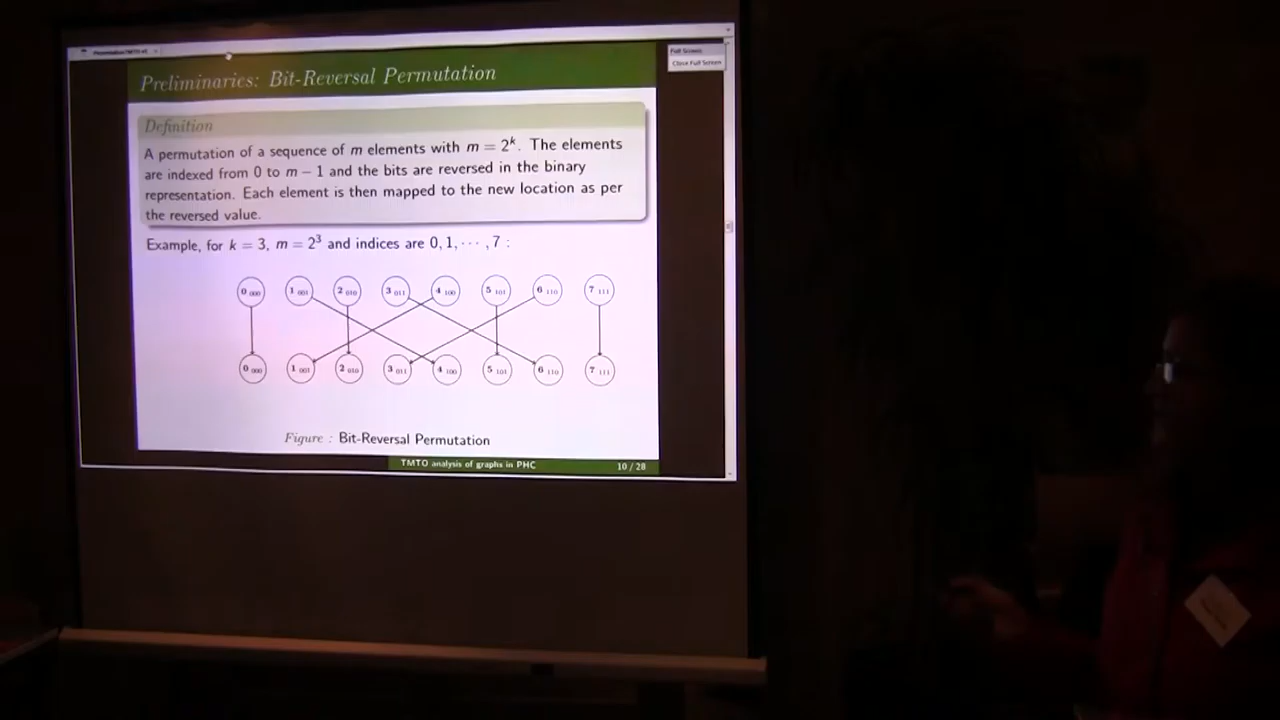 Full Screen
Close Full Screen
Preliminaries: Bit-Reversal Permutation
Definition
A permutation of a sequence of m elements with m = 2^k. The elements
are indexed from 0 to m − 1 and the bits are reversed in the binary
representation. Each element is then mapped to the new location as per
the reversed value.
Example, for k = 3, m = 2^3 and indices are 0, 1, ⋯ , 7 :
0 000 1 001 2 010 3 011 4 100 5 101 6 110 7 111
0 000 1 001 2 010 3 011 4 100 5 101 6 110 7 111
Figure : Bit-Reversal Permutation
TMTO analysis of graphs in PHC 10 / 28